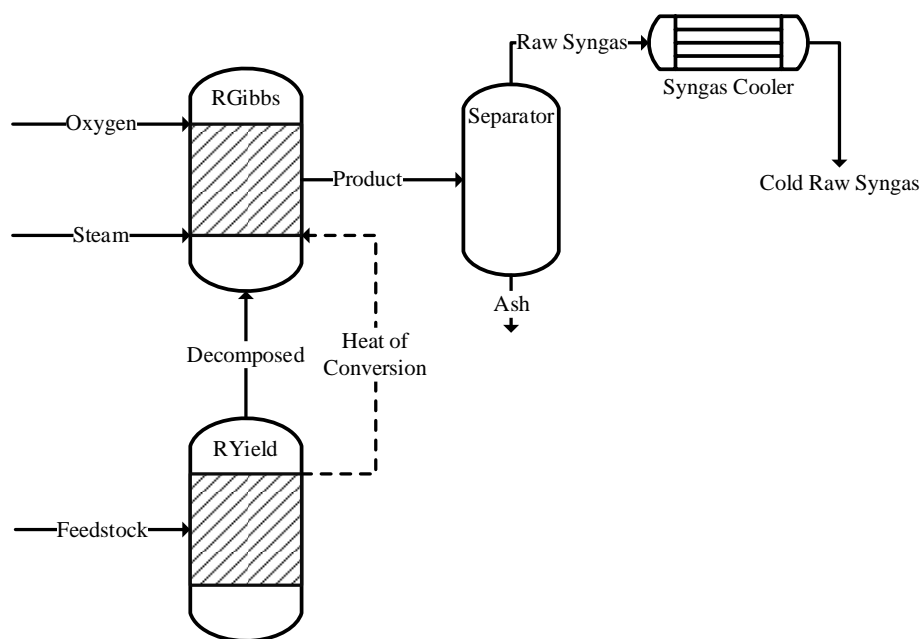 Raw Syngas
Syngas Cooler
RGibbs
Separator
Oxygen
Product
Cold Raw Syngas
Steam
Ash
Decomposed
Heat of
Conversion
RYield
Feedstock